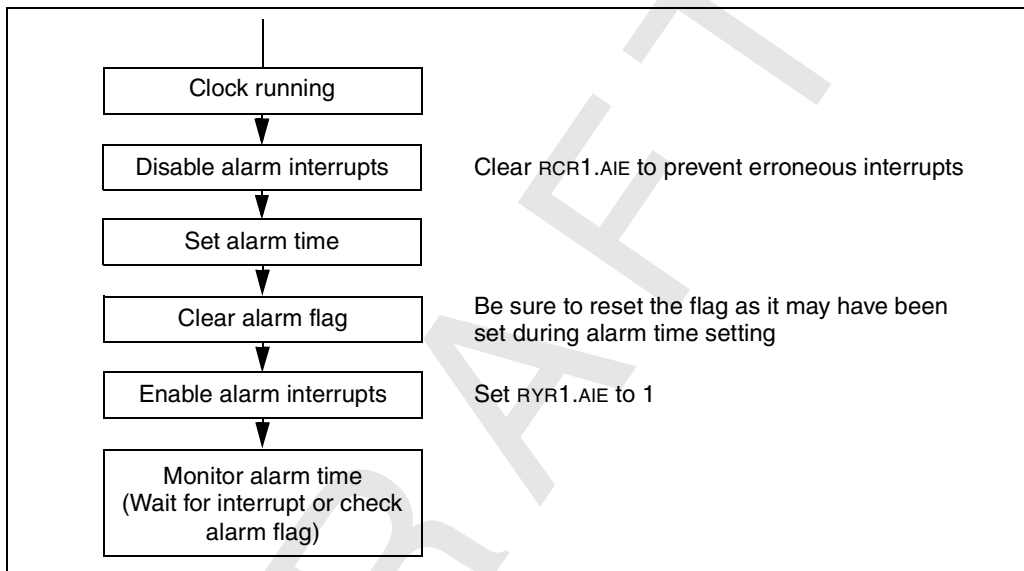 Clock running
Disable alarm interrupts
Clear RCR1.AIE to prevent erroneous interrupts
Set alarm time
Clear alarm flag
Be sure to reset the flag as it may have been
set during alarm time setting
Enable alarm interrupts
Set RYR1.AIE to 1
Monitor alarm time
(Wait for interrupt or check
alarm flag)
RAFT